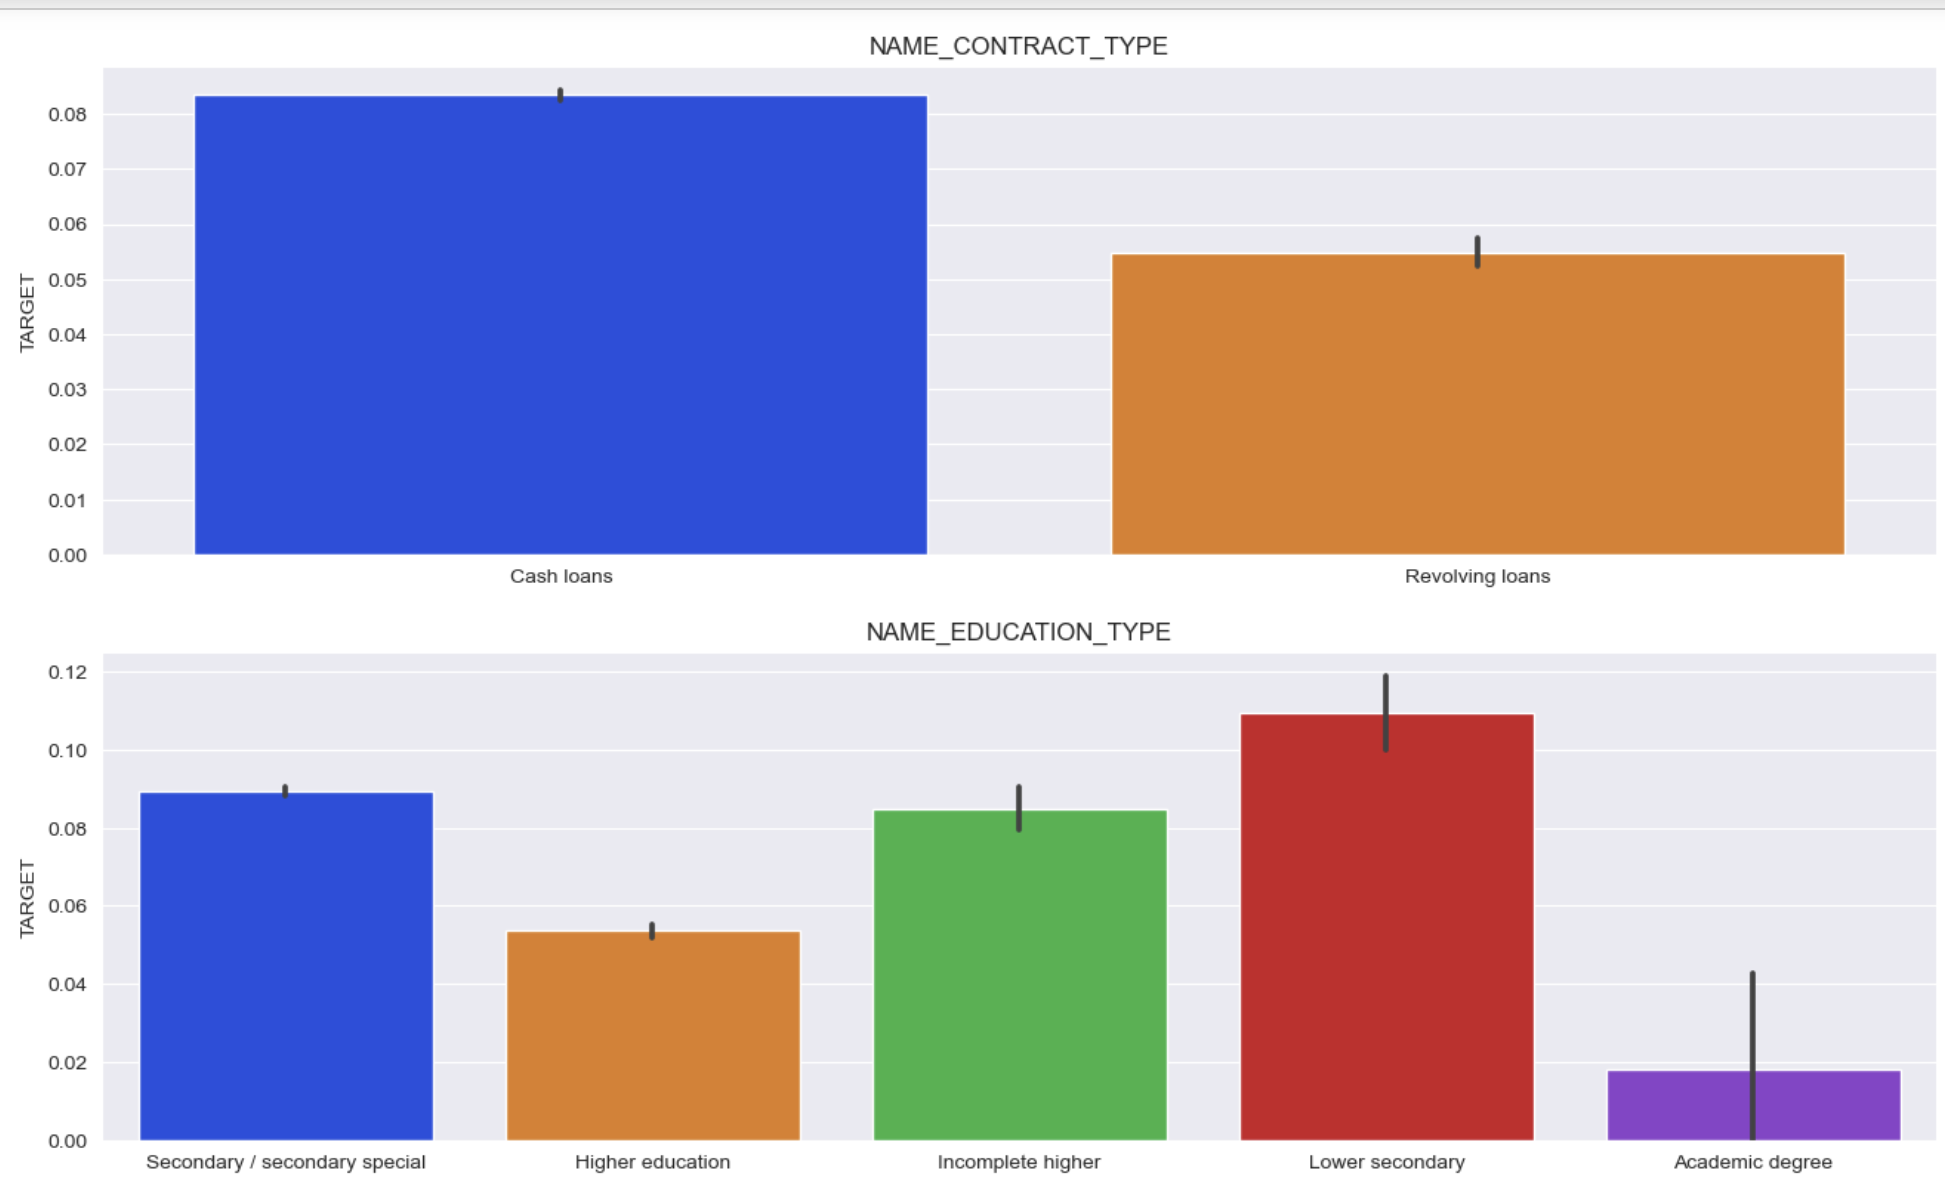 NAME_CONTRACT_TYPE
TARGET
0.08
0.07
0.06
0.05
0.04
0.03
0.02
0.01
0.00
Cash loans
Revolving loans
NAME_EDUCATION_TYPE
TARGET
0.12
0.10
0.08
0.06
0.04
0.02
0.00
Secondary / secondary special
Higher education
Incomplete higher
Lower secondary
Academic degree